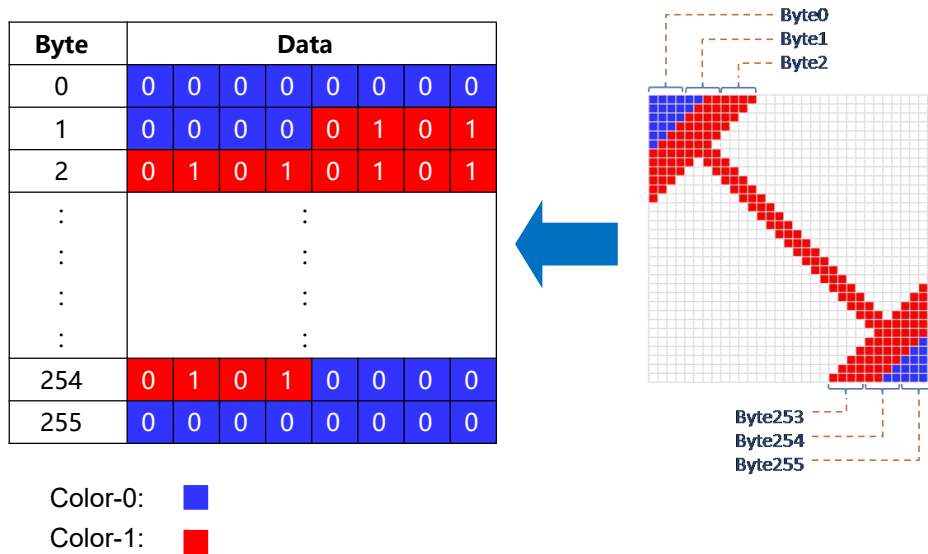 Byte Data
0 0 0 0 0 0 0 0 0
1 0 0 0 0 0 1 0 1
2 0 1 0 1 0 1 0 1
: :
: :
: :
: :
254 0 1 0 1 0 0 0 0
255 0 0 0 0 0 0 0 0
Color-0:
Color-1:
Byte0
Byte1
Byte2
Byte253
Byte254
Byte255